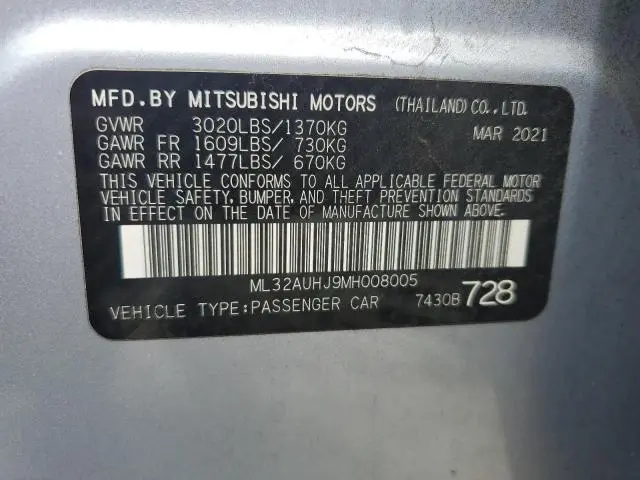 MFD.BY MITSUBISHI MOTORS (THAILAND)CO.,LTD.
GVWR 3020LBS/1370KG MAR 2021
GAWR FR 1609LBS/ 730KG
GAWR RR 1477LBS/ 670KG
THIS VEHICLE CONFORMS TO ALL APPLICABLE FEDERAL MOTOR
VEHICLE SAFETY, BUMPER, AND THEFT PREVENTION STANDARDS
IN EFFECT ON THE DATE OF MANUFACTURE SHOWN ABOVE.
ML32AUHJ9MH008005
VEHICLE TYPE:PASSENGER CAR 7430B 728